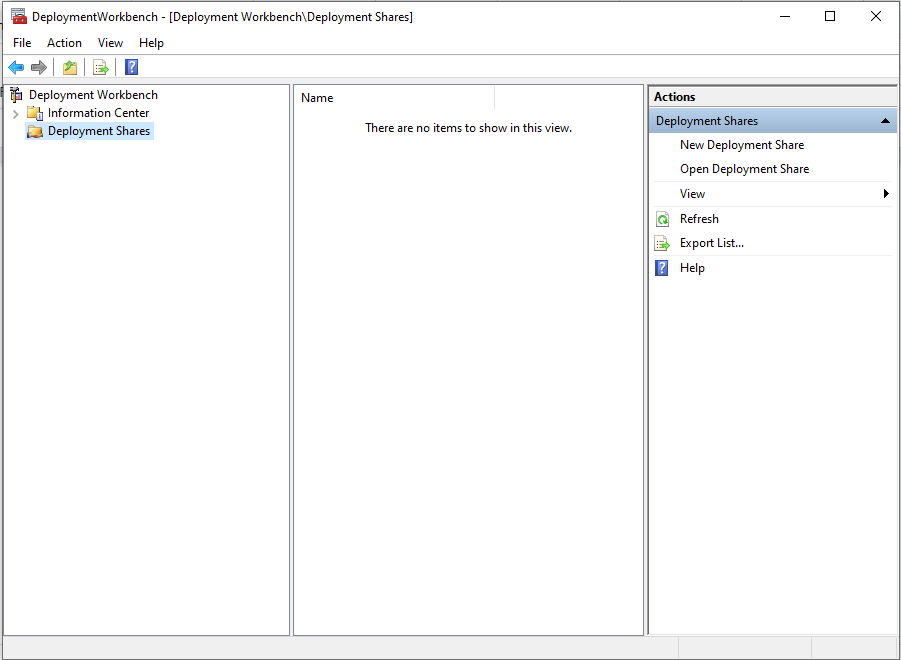 DeploymentWorkbench - [Deployment Workbench\Deployment Shares]
File Action View Help
Deployment Workbench
Information Center
Deployment Shares
Name
There are no items to show in this view.
Actions
Deployment Shares
New Deployment Share
Open Deployment Share
View
Refresh
Export List...
Help